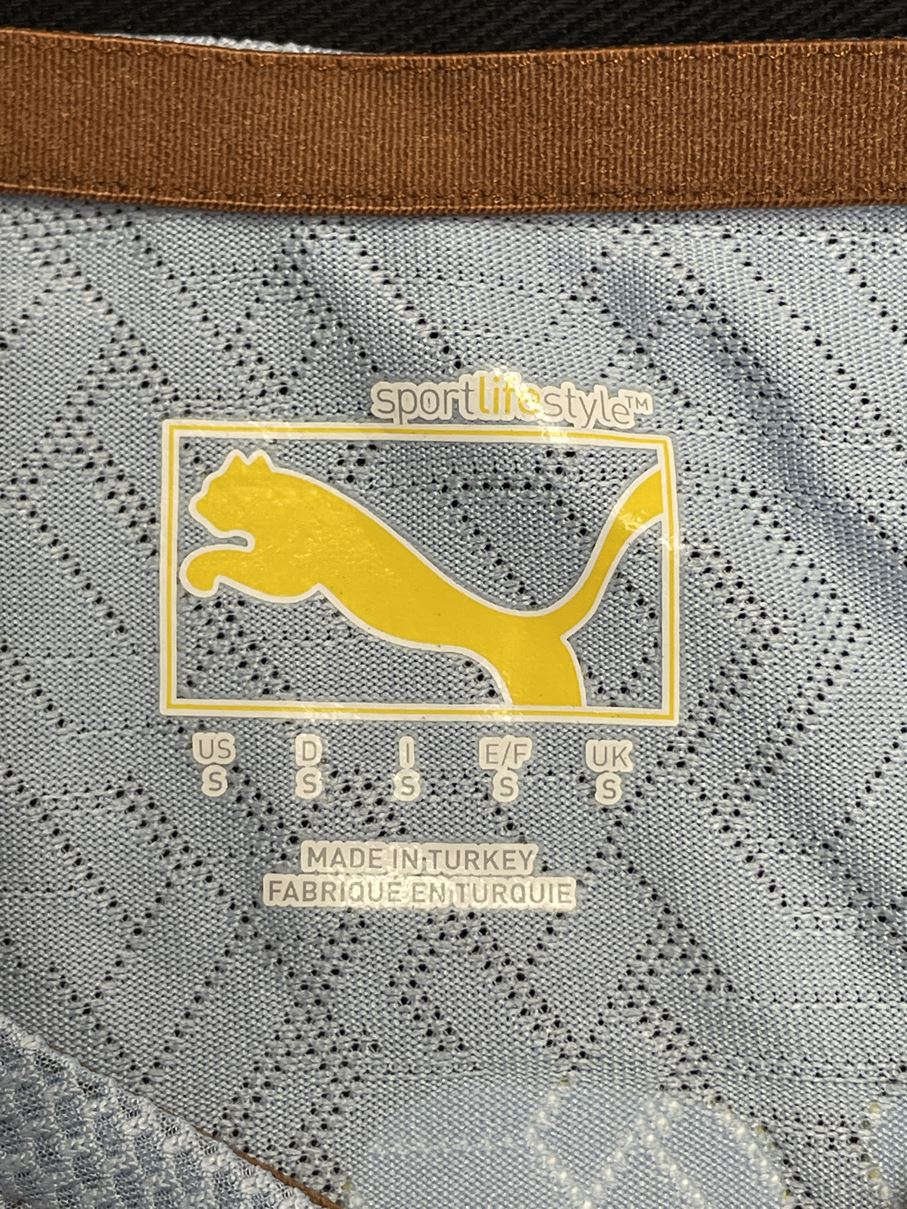 sportlifestyle™
US D I E/F UK
S S S S S
MADE IN TURKEY
FABRIQUE EN TURQUIE